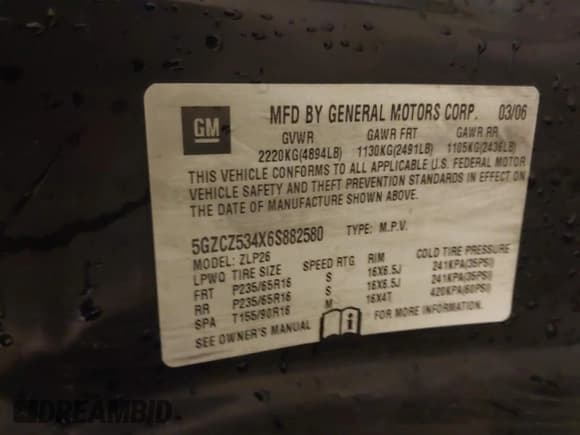 GM
MFD BY GENERAL MOTORS CORP. 03/06
GVWR GAWR FRT GAWR RR
2220KG(4894LB) 1130KG(2491LB) 1105KG(2436LB)
THIS VEHICLE CONFORMS TO ALL APPLICABLE U.S. FEDERAL MOTOR
VEHICLE SAFETY AND THEFT PREVENTION STANDARDS IN EFFECT ON
THE DATE OF MANUFACTURE SHOWN ABOVE.
5GZCZ534X6S882580 TYPE: M.P.V.
MODEL: ZLP26
LPWQ TIRE SIZE SPEED RTG RIM COLD TIRE PRESSURE
FRT P235/65R16 S 16X6.5J 241KPA(35PSI)
RR P235/65R16 S 16X6.5J 241KPA(35PSI)
SPA T155/90R16 M 16X4T 420KPA(60PSI)
SEE OWNER'S MANUAL FOR MORE INFORMATION.
DREAMBID